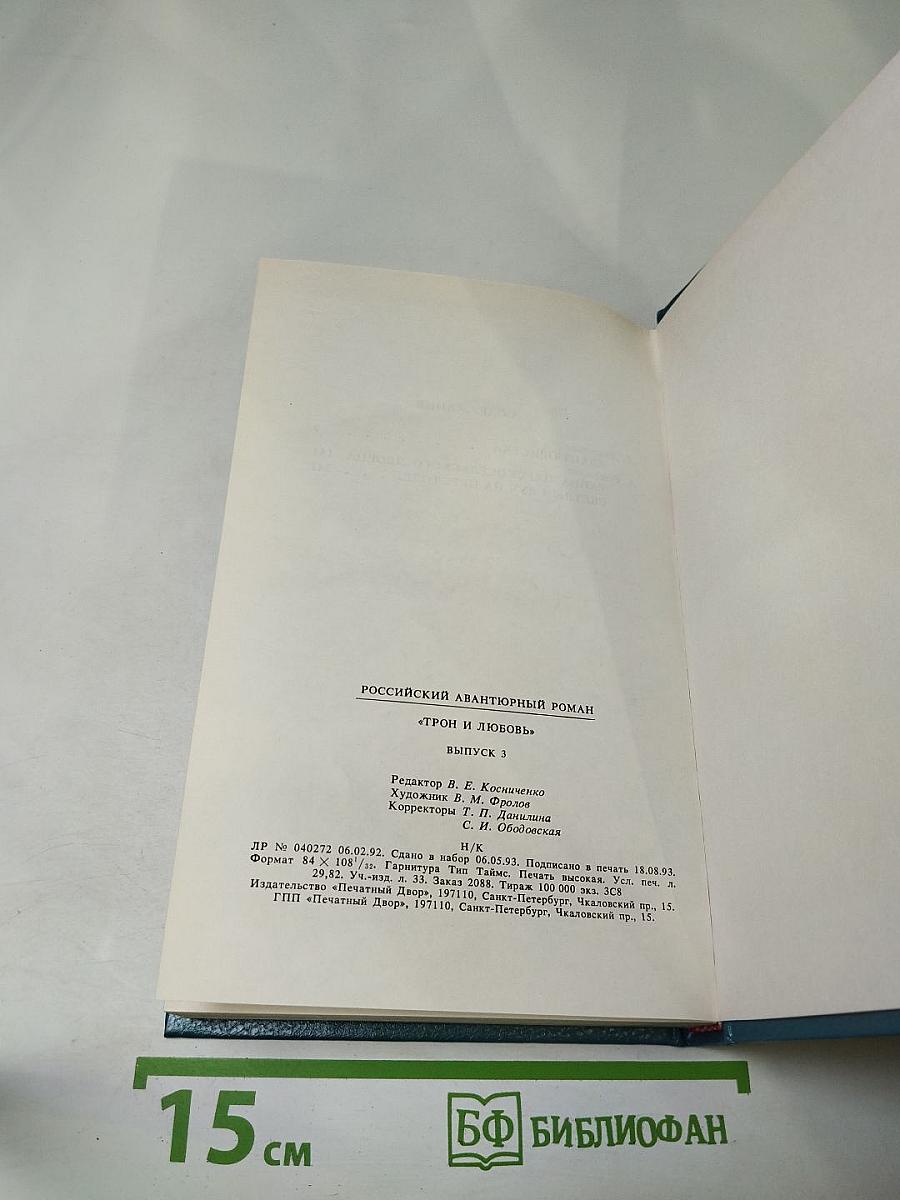 РОССИЙСКИЙ АВАНТЮРНЫЙ РОМАН
«ТРОН И ЛЮБОВЬ»
ВЫПУСК 3
Редактор В. Е. Косниченко
Художник В. М. Фролов
Корректоры Т. П. Данилина
С. И. Ободовская
Н/К
ЛР № 040272 06.02.92. Сдано в набор 06.05.93. Подписано в печать 18.08.93.
Формат 84 × 108¹/₃₂. Гарнитура Тип Таймс. Печать высокая. Усл. печ. л.
29,82. Уч.-изд. л. 33. Заказ 2088. Тираж 100 000 экз. 3С8
Издательство «Печатный Двор», 197110, Санкт-Петербург, Чкаловский пр., 15.
ГПП «Печатный Двор», 197110, Санкт-Петербург, Чкаловский пр., 15.
15 см
БФ БИБЛИОФАН